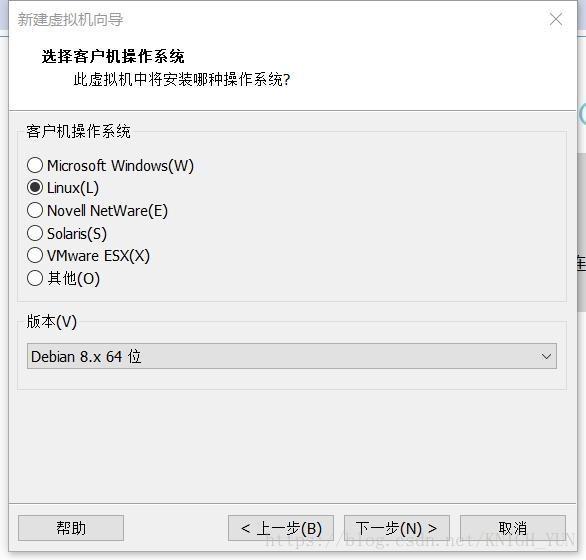 新建虚拟机向导
选择客户机操作系统
此虚拟机中将安装哪种操作系统?
客户机操作系统
Microsoft Windows(W)
Linux(L)
Novell NetWare(E)
Solaris(S)
VMware ESX(X)
其他(O)
版本(V)
Debian 8.x 64 位
帮助
< 上一步(B)
下一步(N) >
取消
https://blog.csdn.net/KNIGH_YUN